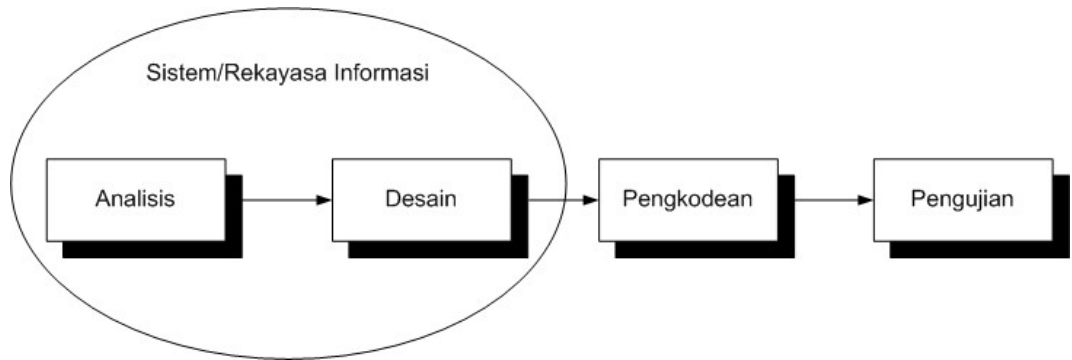 Sistem/Rekayasa Informasi
Analisis
Desain
Pengkodean
Pengujian